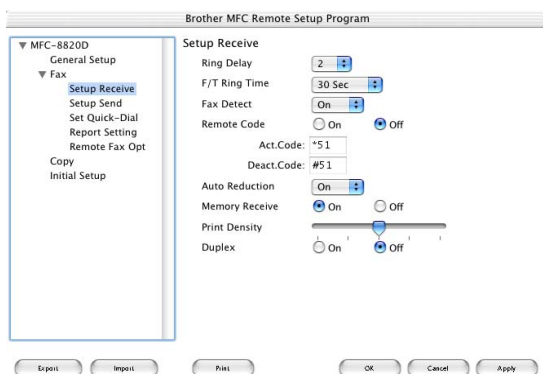 Brother MFC Remote Setup Program
MFC-8820D
General Setup
Fax
Setup Receive
Setup Send
Set Quick-Dial
Report Setting
Remote Fax Opt
Copy
Initial Setup
Setup Receive
Ring Delay 2
F/T Ring Time 30 Sec
Fax Detect On
Remote Code On Off
Act.Code: *51
Deact.Code: #51
Auto Reduction On
Memory Receive On Off
Print Density
Duplex On Off
Export Import Print OK Cancel Apply